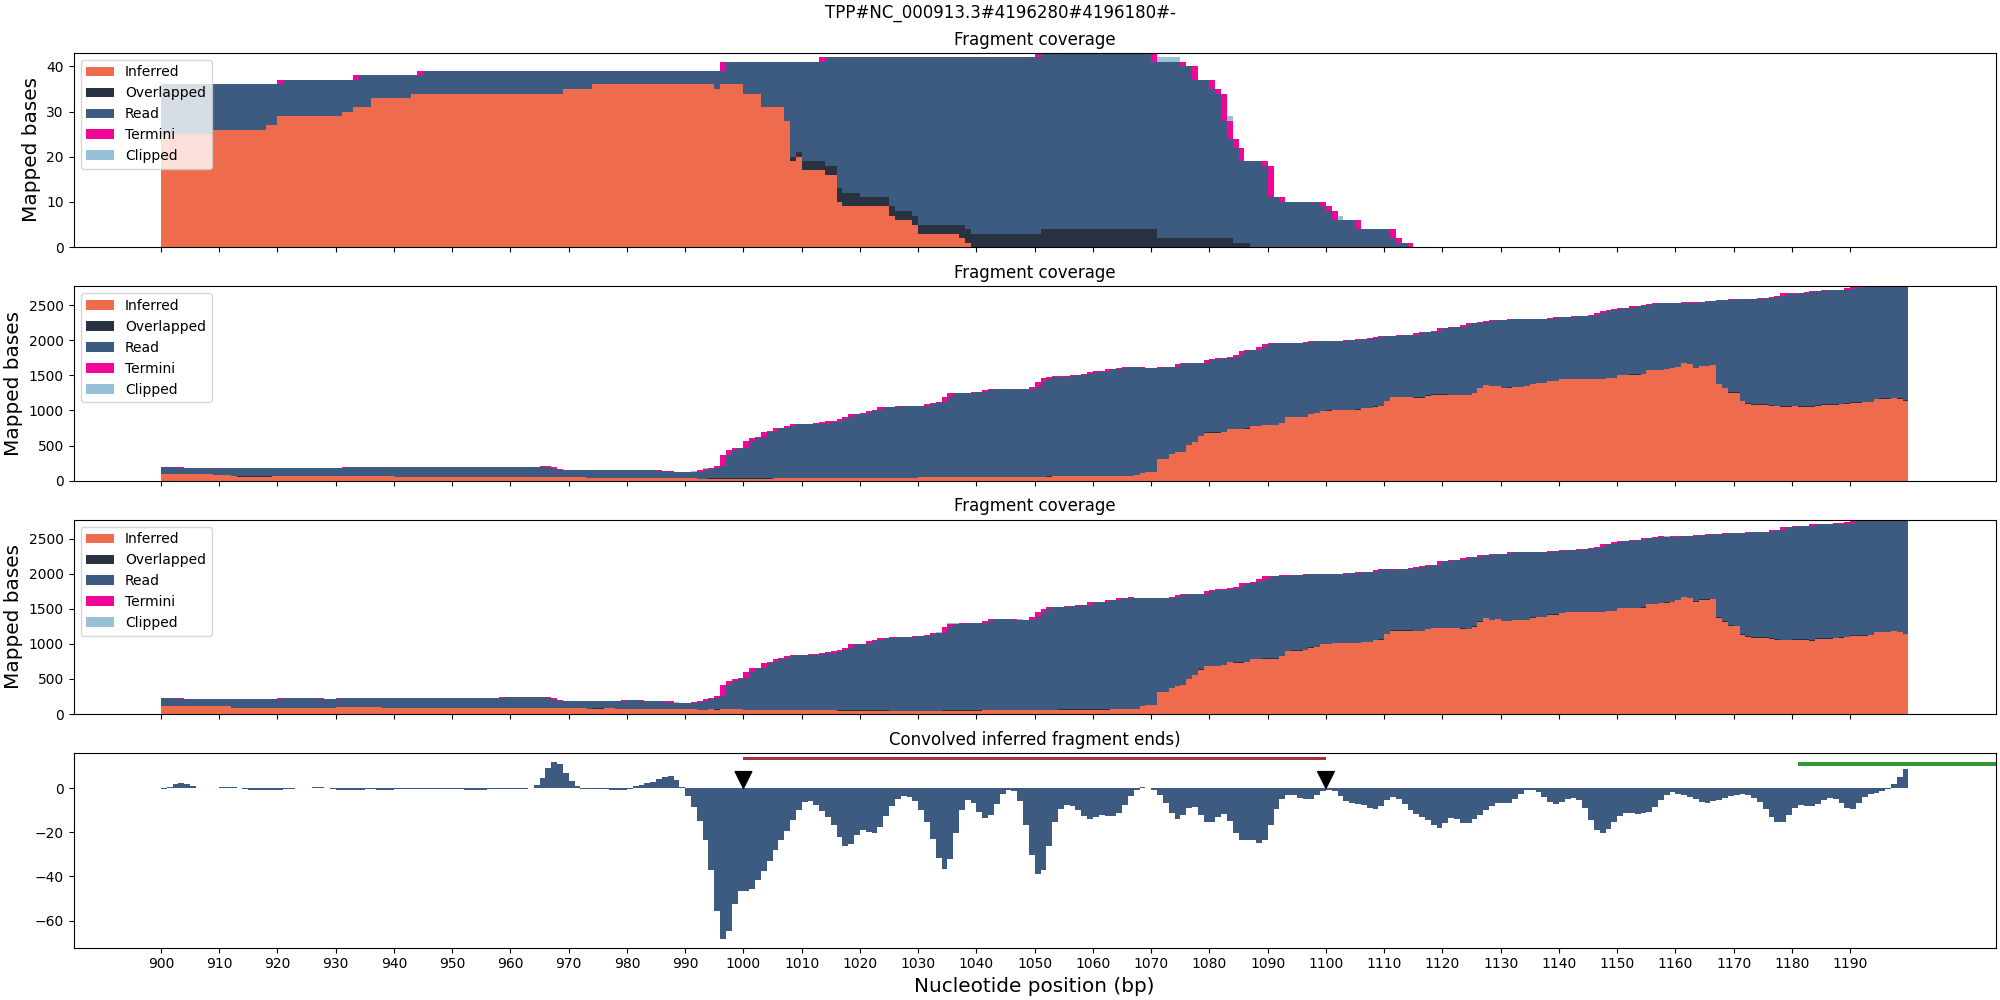 TPP#NC_000913.3#4196280#4196180#-
Fragment coverage
Mapped bases
40
30
20
10
0
Inferred
Overlapped
Read
Termini
Clipped
Fragment coverage
Mapped bases
2500
2000
1500
1000
500
0
Inferred
Overlapped
Read
Termini
Clipped
Fragment coverage
Mapped bases
2500
2000
1500
1000
500
0
Inferred
Overlapped
Read
Termini
Clipped
Convolved inferred fragment ends)
0
−20
−40
−60
900 910 920 930 940 950 960 970 980 990 1000 1010 1020 1030 1040 1050 1060 1070 1080 1090 1100 1110 1120 1130 1140 1150 1160 1170 1180 1190
Nucleotide position (bp)